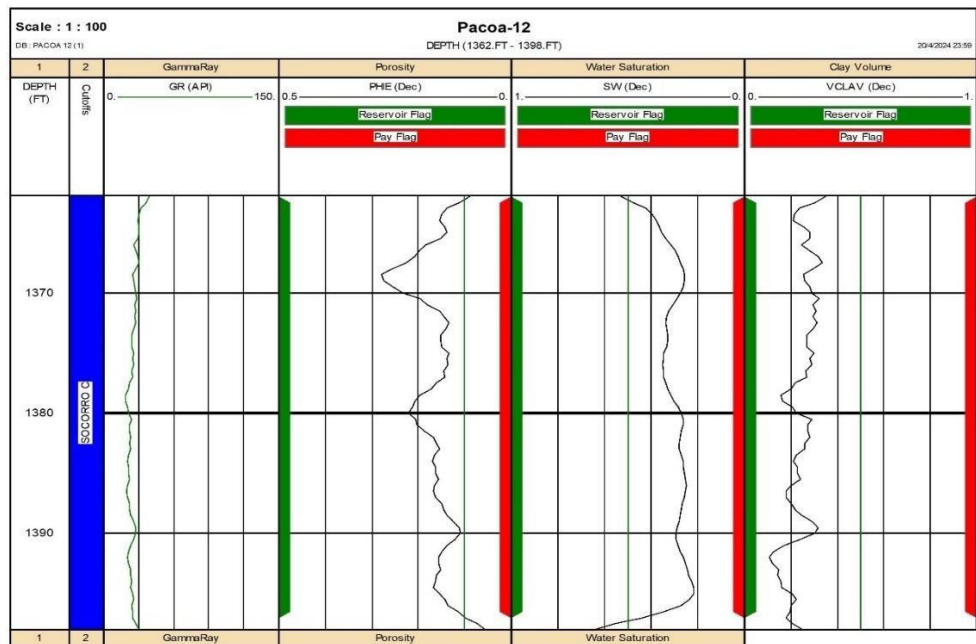 Scale : 1 : 100
Pacoa-12
DB : PACOA 12 (1)
DEPTH (1362.FT - 1398.FT)
20/4/2024 23:59
1 2 GammaRay Porosity Water Saturation Clay Volume
DEPTH (FT)
Cutoffs
GR (API)
0. 150.
PHIE (Dec)
0.5 0.
Reservoir Flag
Pay Flag
SW (Dec)
1. 0.
Reservoir Flag
Pay Flag
VCLAV (Dec)
0. 1.
Reservoir Flag
Pay Flag
1370
SOCORRO C
1380
1390
1 2 GammaRay Porosity Water Saturation